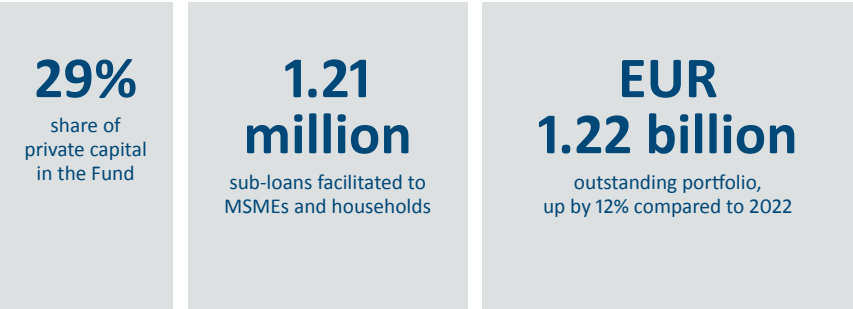 29%
share of
private capital
in the Fund
1.21
million
sub-loans facilitated to
MSMEs and households
EUR
1.22 billion
outstanding portfolio,
up by 12% compared to 2022